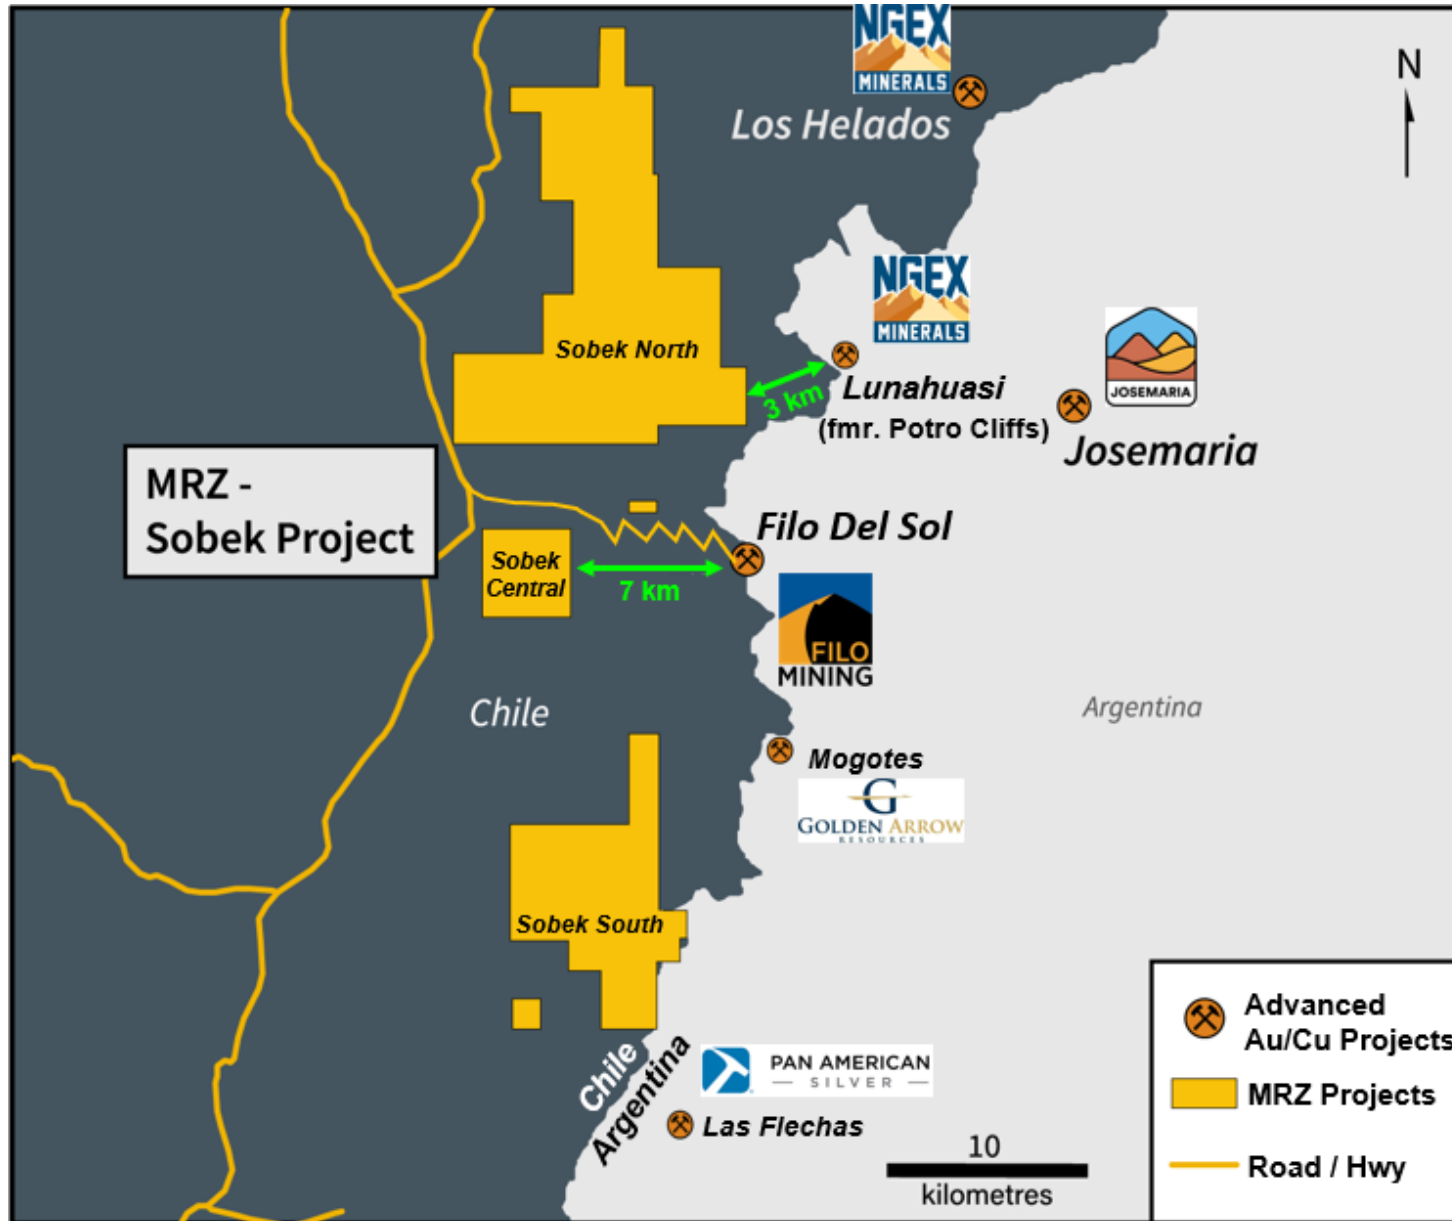 NGEX
MINERALS
Los Helados
N
NGEX
MINERALS
Sobek North
3 km
Lunahuasi
(fmr. Potro Cliffs)
JOSEMARIA
Josemaria
MRZ -
Sobek Project
Filo Del Sol
Sobek
Central
7 km
FILO
MINING
Chile
Argentina
Mogotes
G
GOLDEN ARROW
RESOURCES
Sobek South
Chile
Argentina
PAN AMERICAN
— SILVER —
Las Flechas
10
kilometres
Advanced
Au/Cu Projects
MRZ Projects
Road / Hwy